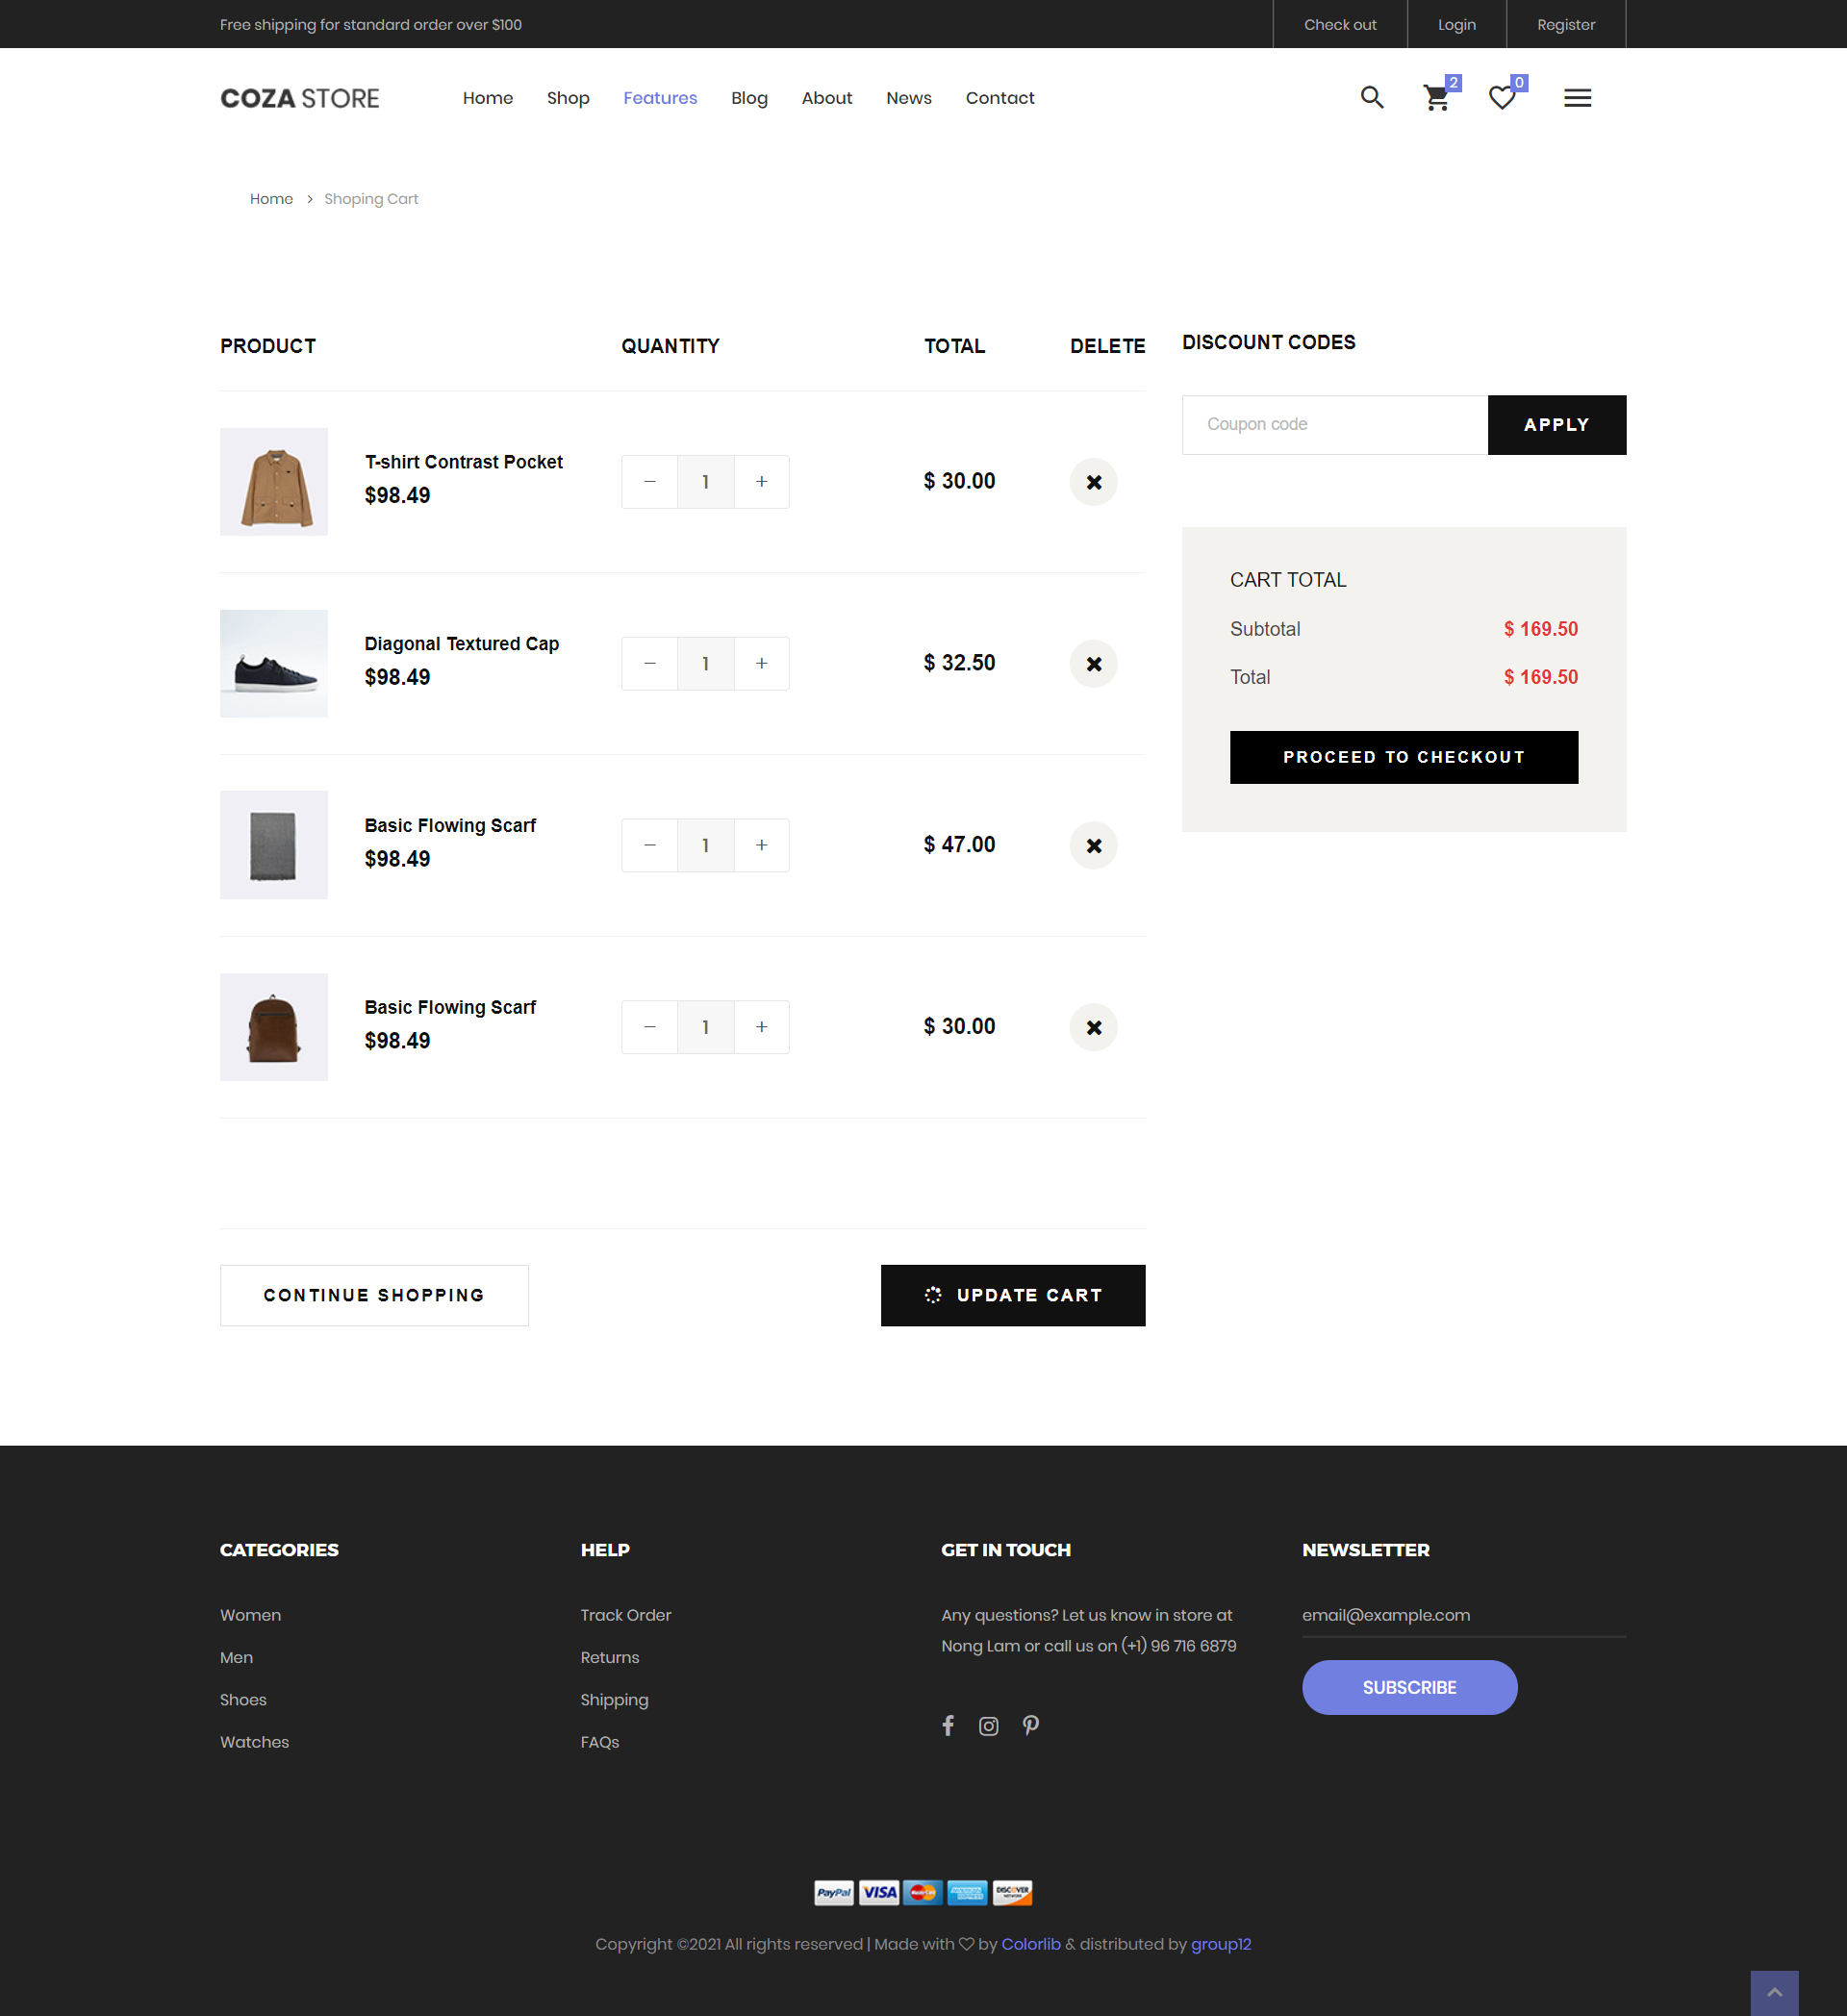 Free shipping for standard order over $100
Check out
Login
Register
COZA STORE
Home
Shop
Features
Blog
About
News
Contact
2
0
Home > Shoping Cart
PRODUCT
QUANTITY
TOTAL
DELETE
T-shirt Contrast Pocket
$98.49
− 1 +
$ 30.00
Diagonal Textured Cap
$98.49
− 1 +
$ 32.50
Basic Flowing Scarf
$98.49
− 1 +
$ 47.00
Basic Flowing Scarf
$98.49
− 1 +
$ 30.00
CONTINUE SHOPPING
UPDATE CART
DISCOUNT CODES
Coupon code
APPLY
CART TOTAL
Subtotal $ 169.50
Total $ 169.50
PROCEED TO CHECKOUT
CATEGORIES
Women
Men
Shoes
Watches
HELP
Track Order
Returns
Shipping
FAQs
GET IN TOUCH
Any questions? Let us know in store at
Nong Lam or call us on (+1) 96 716 6879
NEWSLETTER
email@example.com
SUBSCRIBE
PayPal VISA MasterCard AMERICAN EXPRESS DISCOVER NETWORK
Copyright ©2021 All rights reserved | Made with ♡ by Colorlib & distributed by group12